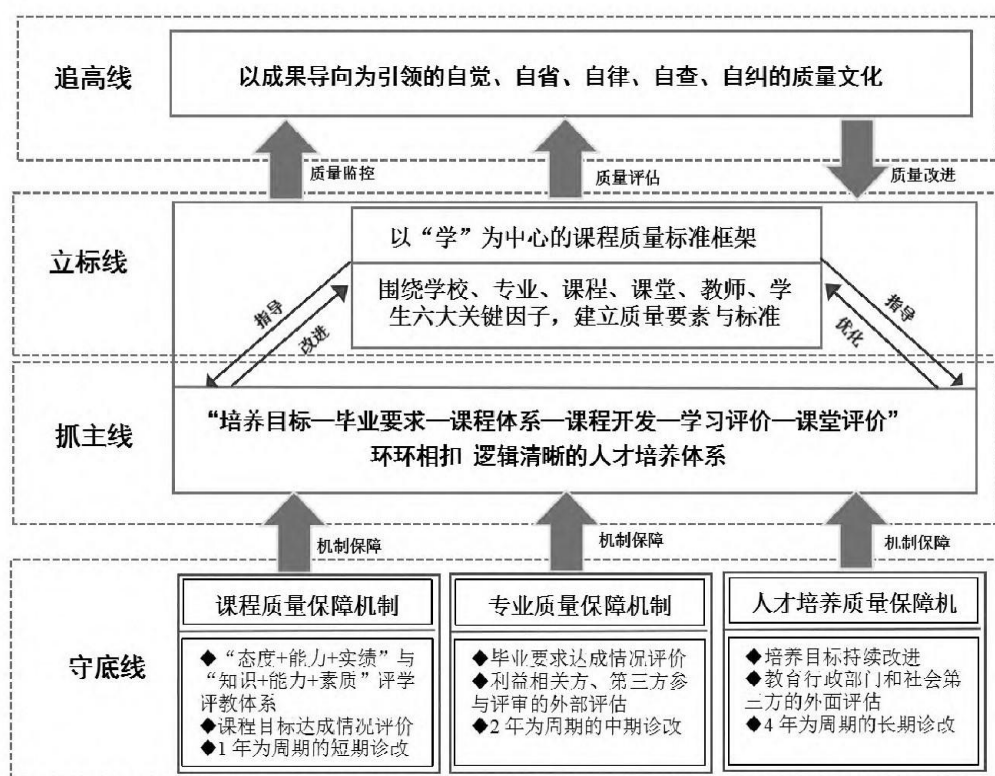 追高线
以成果导向为引领的自觉、自省、自律、自查、自纠的质量文化
质量监控
质量评估
质量改进
立标线
以“学”为中心的课程质量标准框架
围绕学校、专业、课程、课堂、教师、学
生六大关键因子，建立质量要素与标准
指导
改进
指导
优化
抓主线
“培养目标—毕业要求—课程体系—课程开发—学习评价—课堂评价”
环环相扣 逻辑清晰的人才培养体系
机制保障
机制保障
机制保障
守底线
课程质量保障机制
◆“态度+能力+实绩”与
“知识+能力+素质”评学
评教体系
◆课程目标达成情况评价
◆1年为周期的短期诊改
专业质量保障机制
◆毕业要求达成情况评价
◆利益相关方、第三方参
与评审的外部评估
◆2年为周期的中期诊改
人才培养质量保障机
◆培养目标持续改进
◆教育行政部门和社会第
三方的外面评估
◆4年为周期的长期诊改